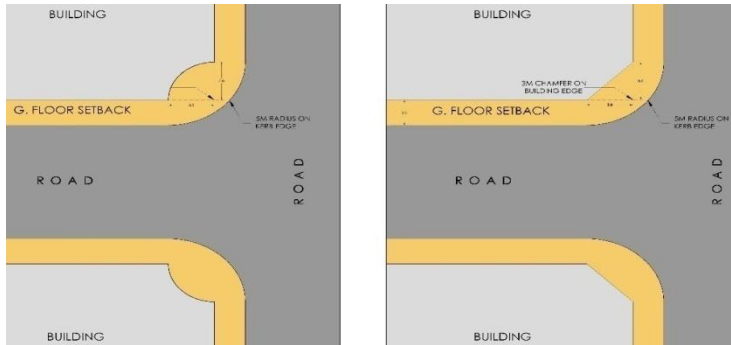 BUILDING
G. FLOOR SETBACK
5M RADIUS ON
KERB EDGE
ROAD
ROAD
BUILDING
BUILDING
3M CHAMFER ON
BUILDING EDGE
G. FLOOR SETBACK
5M RADIUS ON
KERB EDGE
ROAD
ROAD
BUILDING